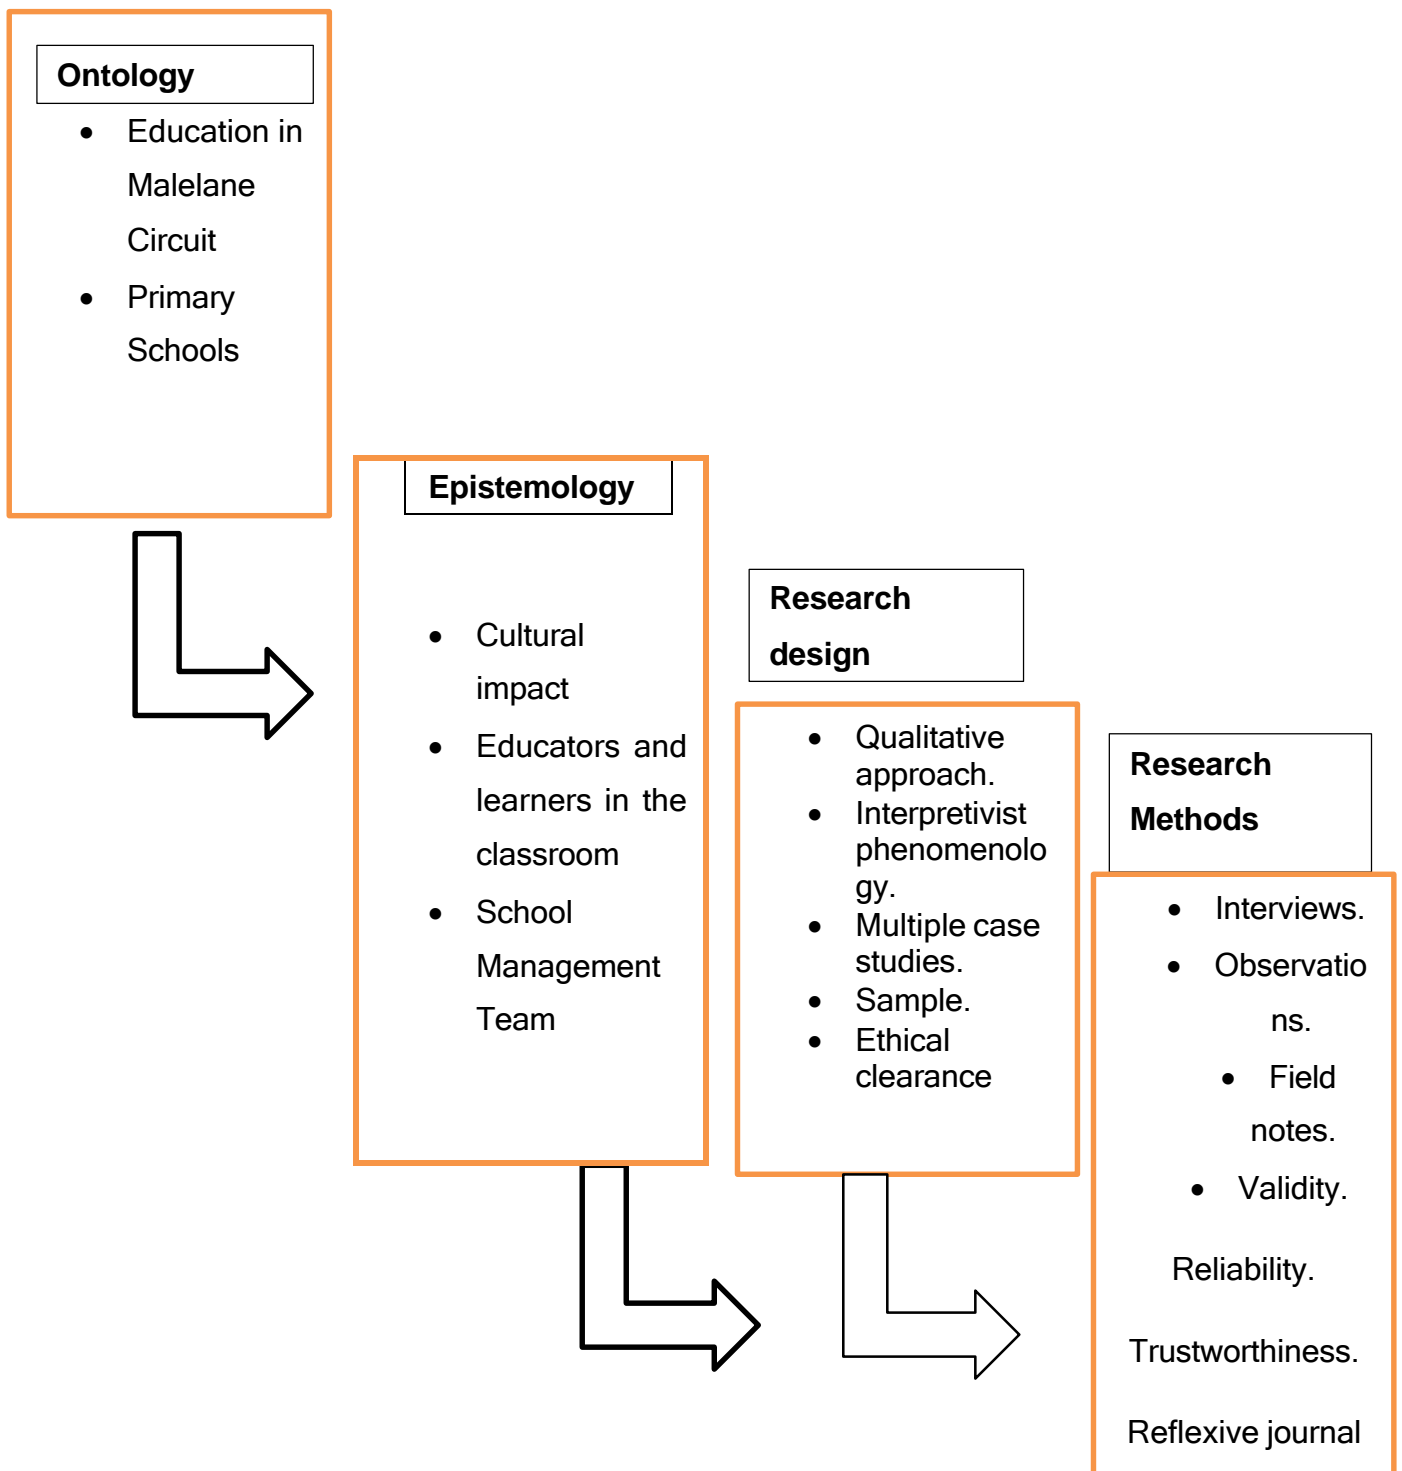 Ontology
• Education in
Malelane
Circuit
• Primary
Schools
Epistemology
• Cultural
impact
• Educators and
learners in the
classroom
• School
Management
Team
Research
design
• Qualitative
approach.
• Interpretivist
phenomenolo
gy.
• Multiple case
studies.
• Sample.
• Ethical
clearance
Research
Methods
• Interviews.
• Observatio
ns.
• Field
notes.
• Validity.
Reliability.
Trustworthiness.
Reflexive journal